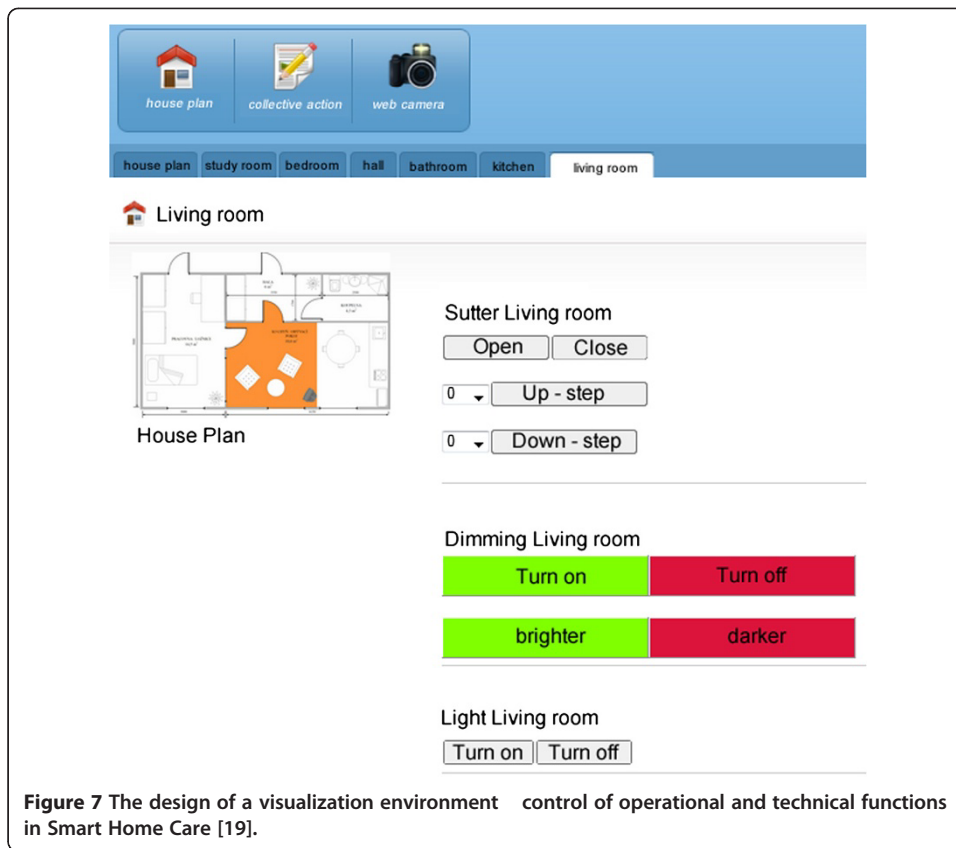 house plan collective action web camera
house plan study room bedroom hall bathroom kitchen living room
Living room
House Plan
Sutter Living room
Open Close
0 Up - step
0 Down - step
Dimming Living room
Turn on Turn off
brighter darker
Light Living room
Turn on Turn off
Figure 7 The design of a visualization environment control of operational and technical functions
in Smart Home Care [19].